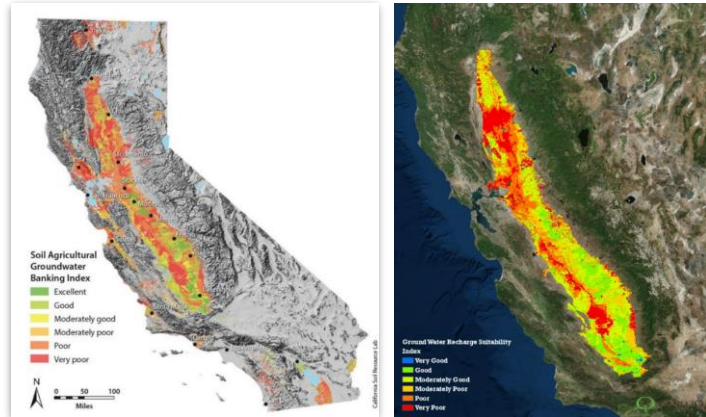 Soil Agricultural
Groundwater
Banking Index
Excellent
Good
Moderately good
Moderately poor
Poor
Very poor
N
0 50 100
Miles
California Soil Resource Lab
Ground Water Recharge Suitability
Index
Very Good
Good
Moderately Good
Moderately Poor
Poor
Very Poor